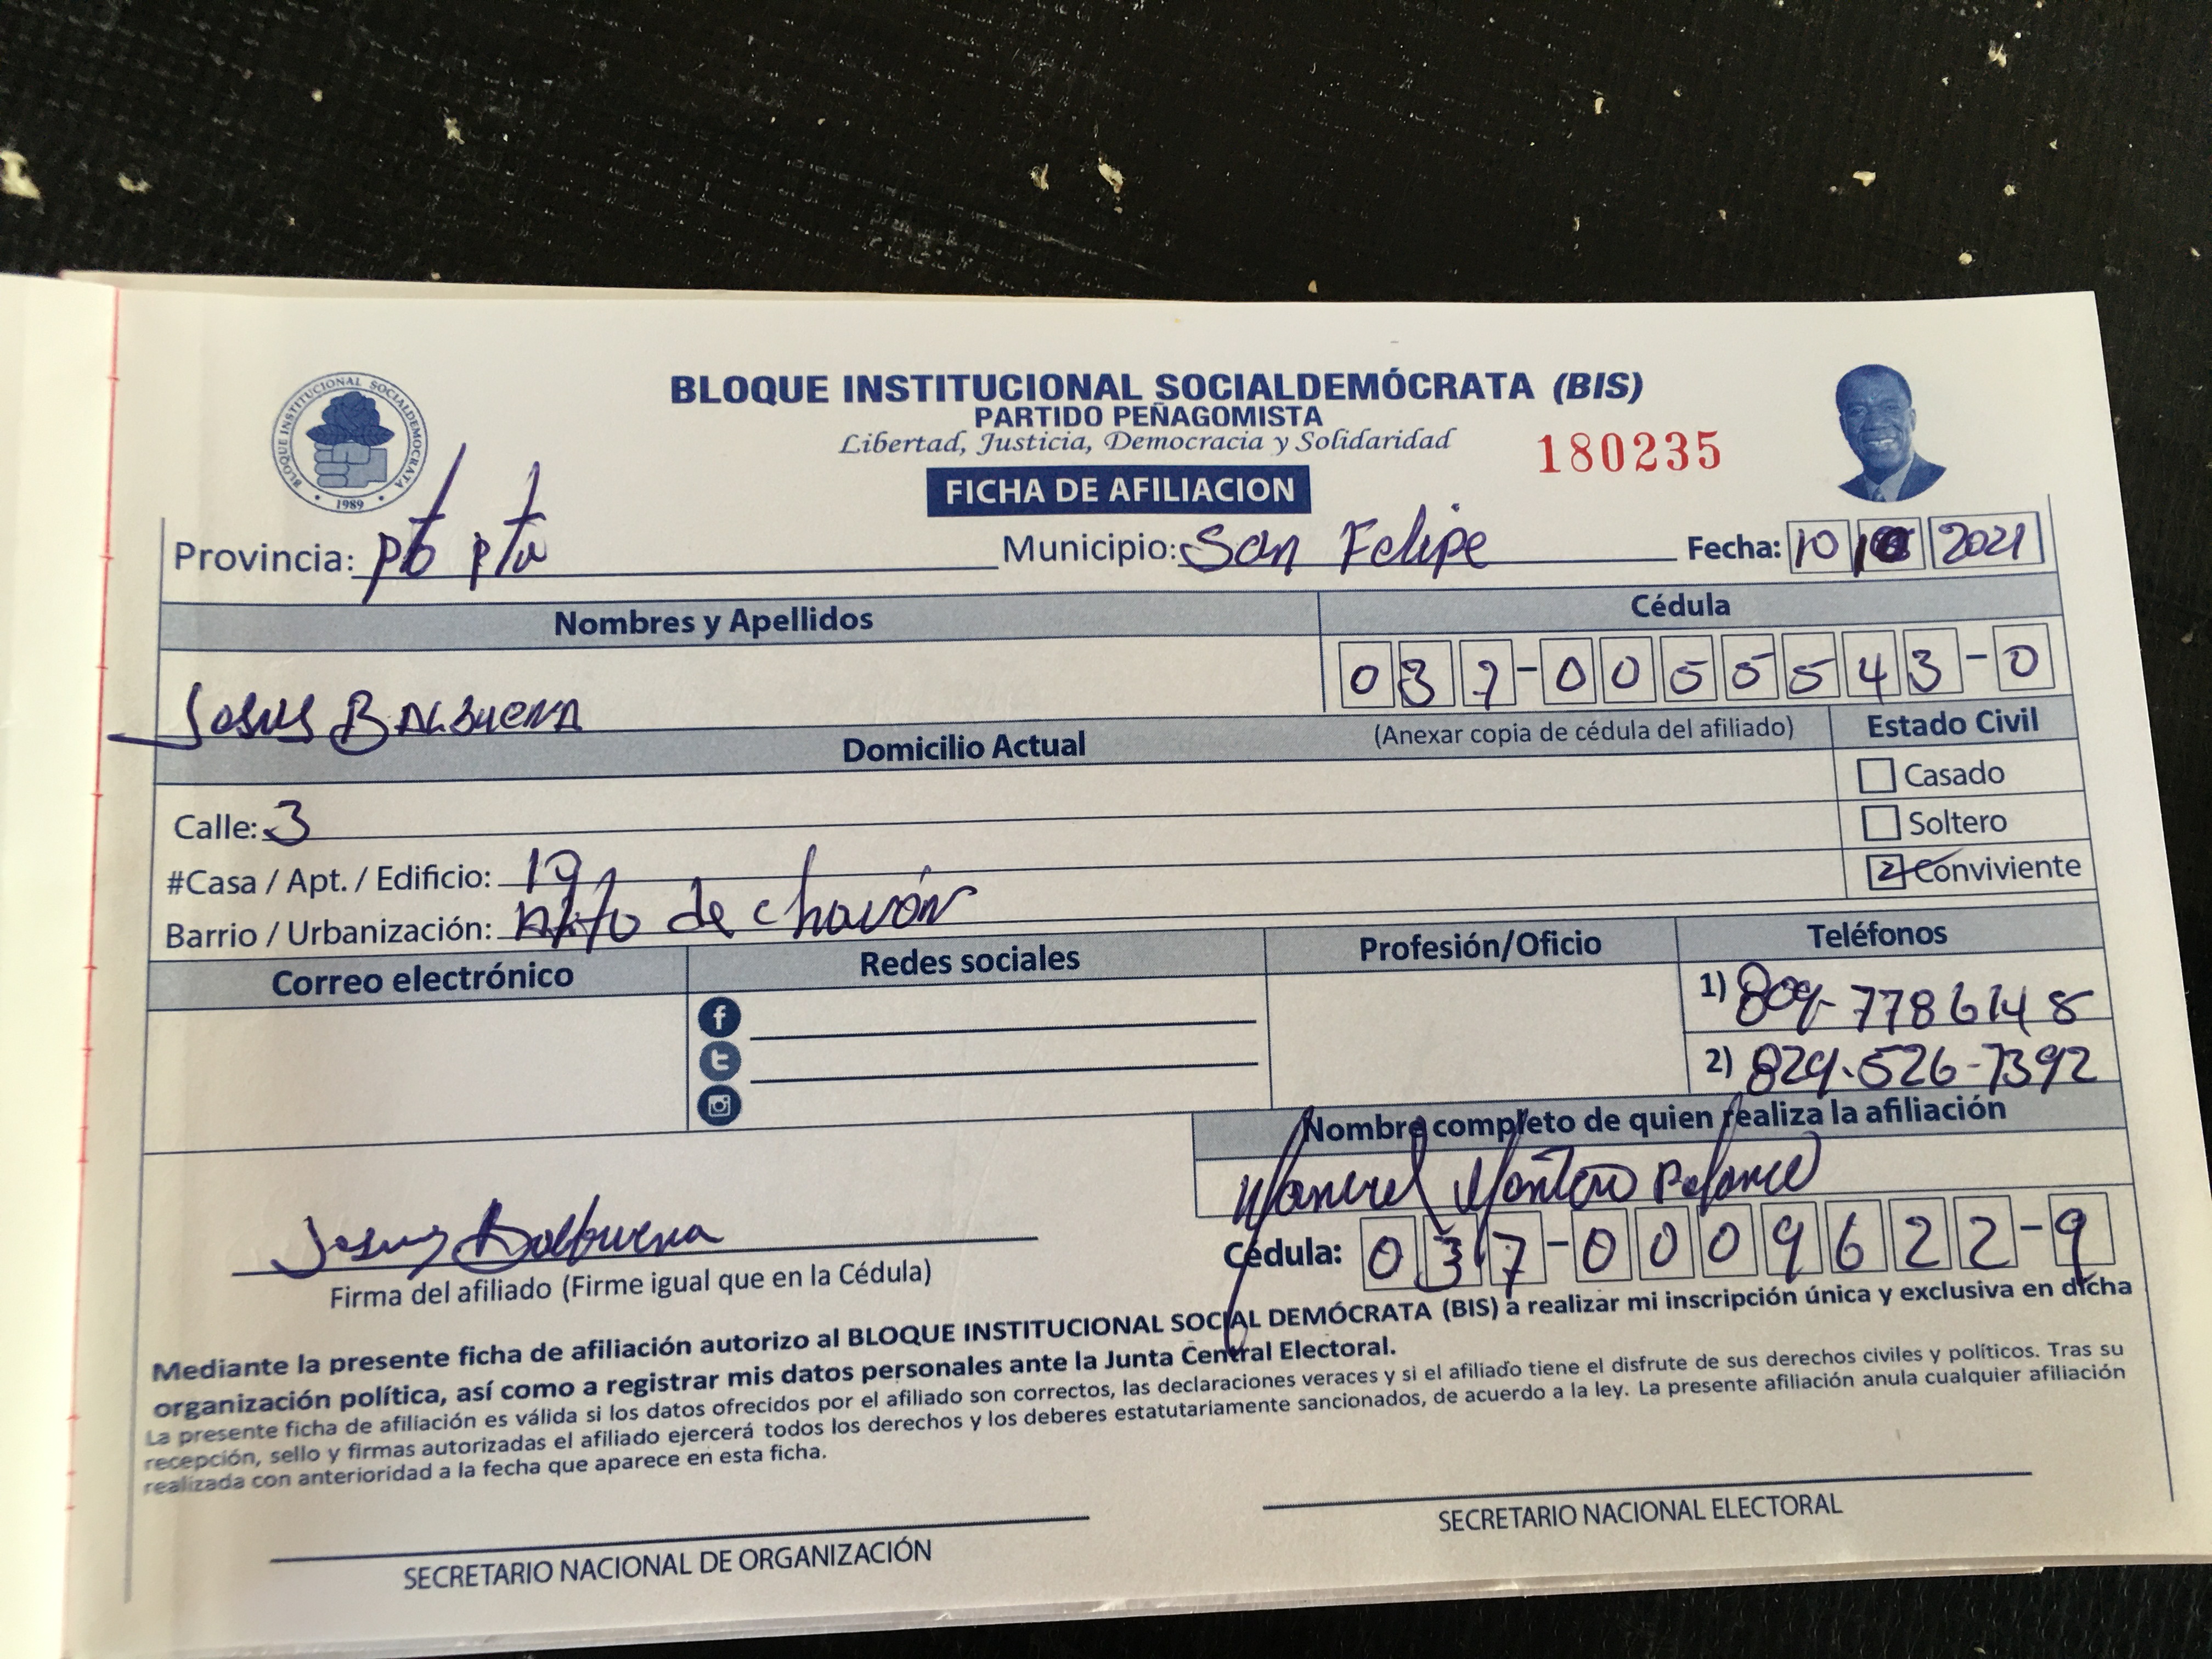 BLOQUE INSTITUCIONAL SOCIALDEMOCRATA
1989
BLOQUE INSTITUCIONAL SOCIALDEMÓCRATA (BIS)
PARTIDO PEÑAGOMISTA
Libertad, Justicia, Democracia y Solidaridad
180235
FICHA DE AFILIACION
Provincia: pto pta Municipio: San Felipe Fecha: 10 2021
Nombres y Apellidos Cédula
Jesus BALBUENA 037-0055543-0
Domicilio Actual (Anexar copia de cédula del afiliado) Estado Civil
Casado
Calle: 3 Soltero
#Casa / Apt. / Edificio: 19 Conviviente
Barrio / Urbanización: Alto de chavón
Correo electrónico Redes sociales Profesión/Oficio Teléfonos
1) 809-7786148
2) 829-526-7392
Nombre completo de quien realiza la afiliación
Manuel Montero
Jesus Balbuena Cédula: 037-0009622-9
Firma del afiliado (Firme igual que en la Cédula)
Mediante la presente ficha de afiliación autorizo al BLOQUE INSTITUCIONAL SOCIAL DEMÓCRATA (BIS) a realizar mi inscripción única y exclusiva en dicha
organización política, así como a registrar mis datos personales ante la Junta Central Electoral.
La presente ficha de afiliación es válida si los datos ofrecidos por el afiliado son correctos, las declaraciones veraces y si el afiliado tiene el disfrute de sus derechos civiles y políticos. Tras su
recepción, sello y firmas autorizadas el afiliado ejercerá todos los derechos y los deberes estatutariamente sancionados, de acuerdo a la ley. La presente afiliación anula cualquier afiliación
realizada con anterioridad a la fecha que aparece en esta ficha.
SECRETARIO NACIONAL DE ORGANIZACIÓN SECRETARIO NACIONAL ELECTORAL